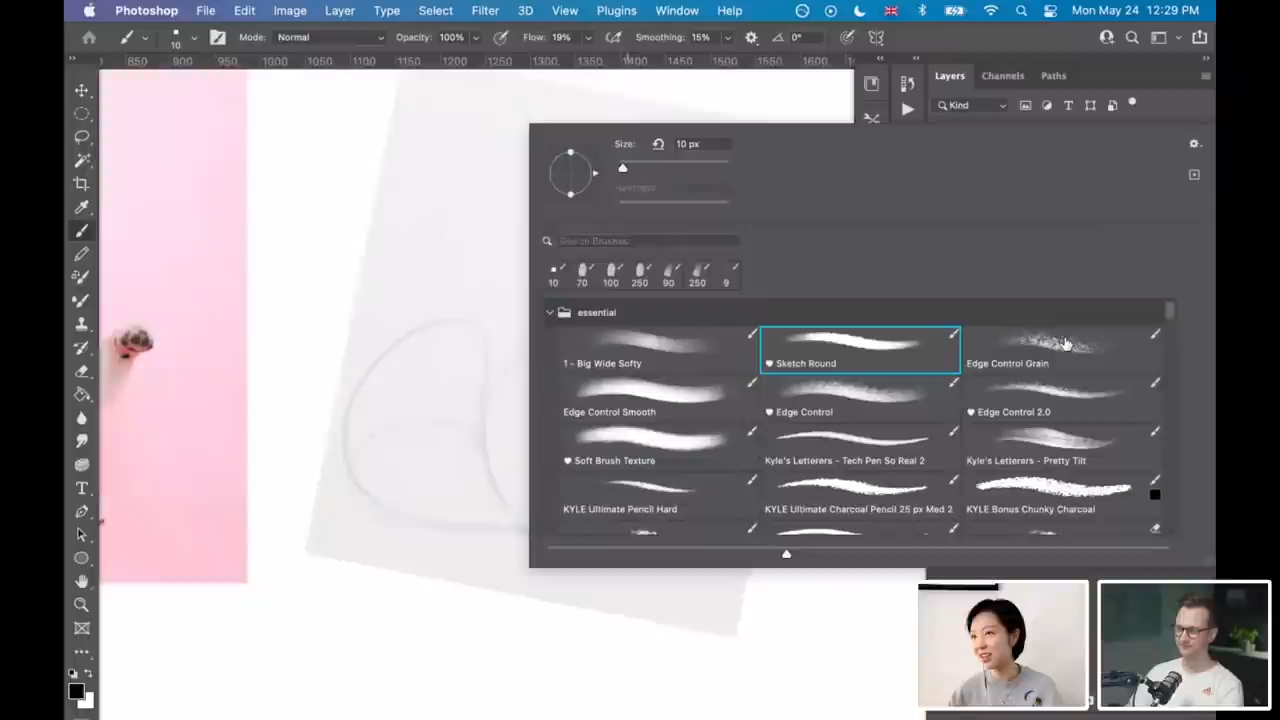 Photoshop File Edit Image Layer Type Select Filter 3D View Plugins Window Help Mon May 24 12:29 PM
10 Mode: Normal Opacity: 100% Flow: 19% Smoothing: 15% 0°
850 900 950 1000 1050 1100 1150 1200 1250 1300 1350 1400 1450 1500 1550 1600
Layers Channels Paths
Kind
Size: 10 px
Hardness
Search Brushes
10 70 100 250 90 250 9
essential
1 - Big Wide Softy Sketch Round Edge Control Grain
Edge Control Smooth Edge Control Edge Control 2.0
Soft Brush Texture Kyle's Letterers - Tech Pen So Real 2 Kyle's Letterers - Pretty Tilt
KYLE Ultimate Pencil Hard KYLE Ultimate Charcoal Pencil 25 px Med 2 KYLE Bonus Chunky Charcoal